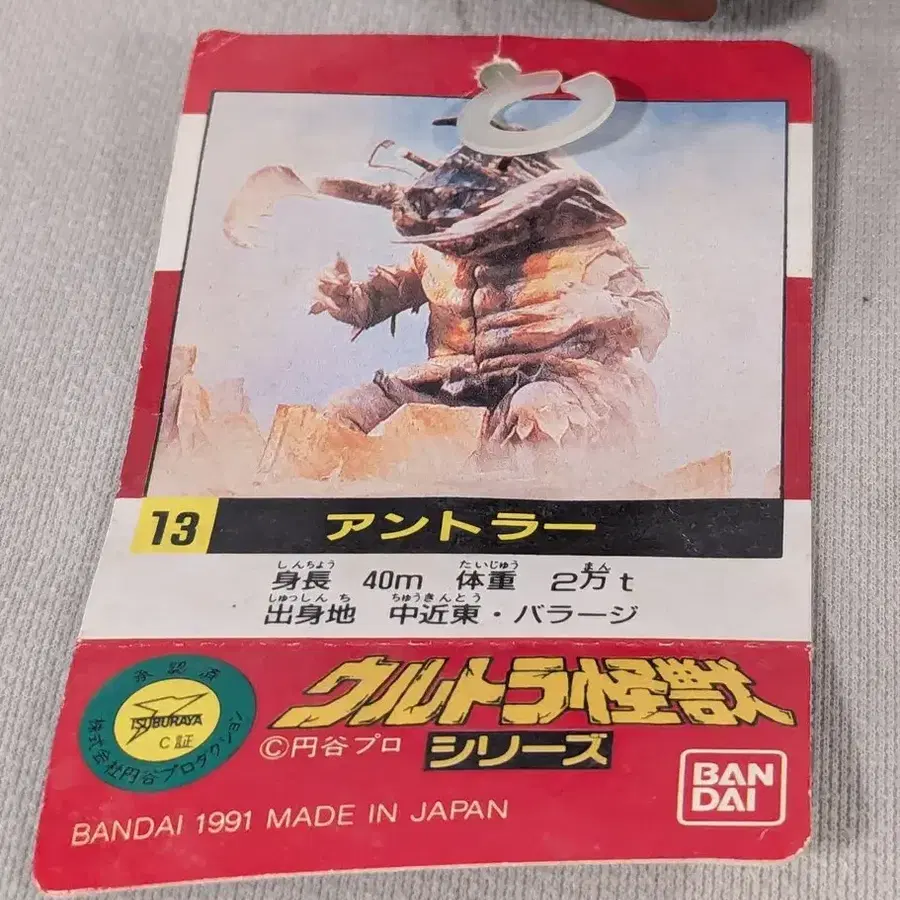 13 アントラー
しんちょう たいじゅう まん
身長 40m 体重 2万t
しゅっしんち ちゅうきんとう
出身地 中近東・バラージ
承認済
TSUBURAYA
C証
株式会社円谷プロダクション
ウルトラ怪獣
©円谷プロ シリーズ
BAN
DAI
BANDAI 1991 MADE IN JAPAN